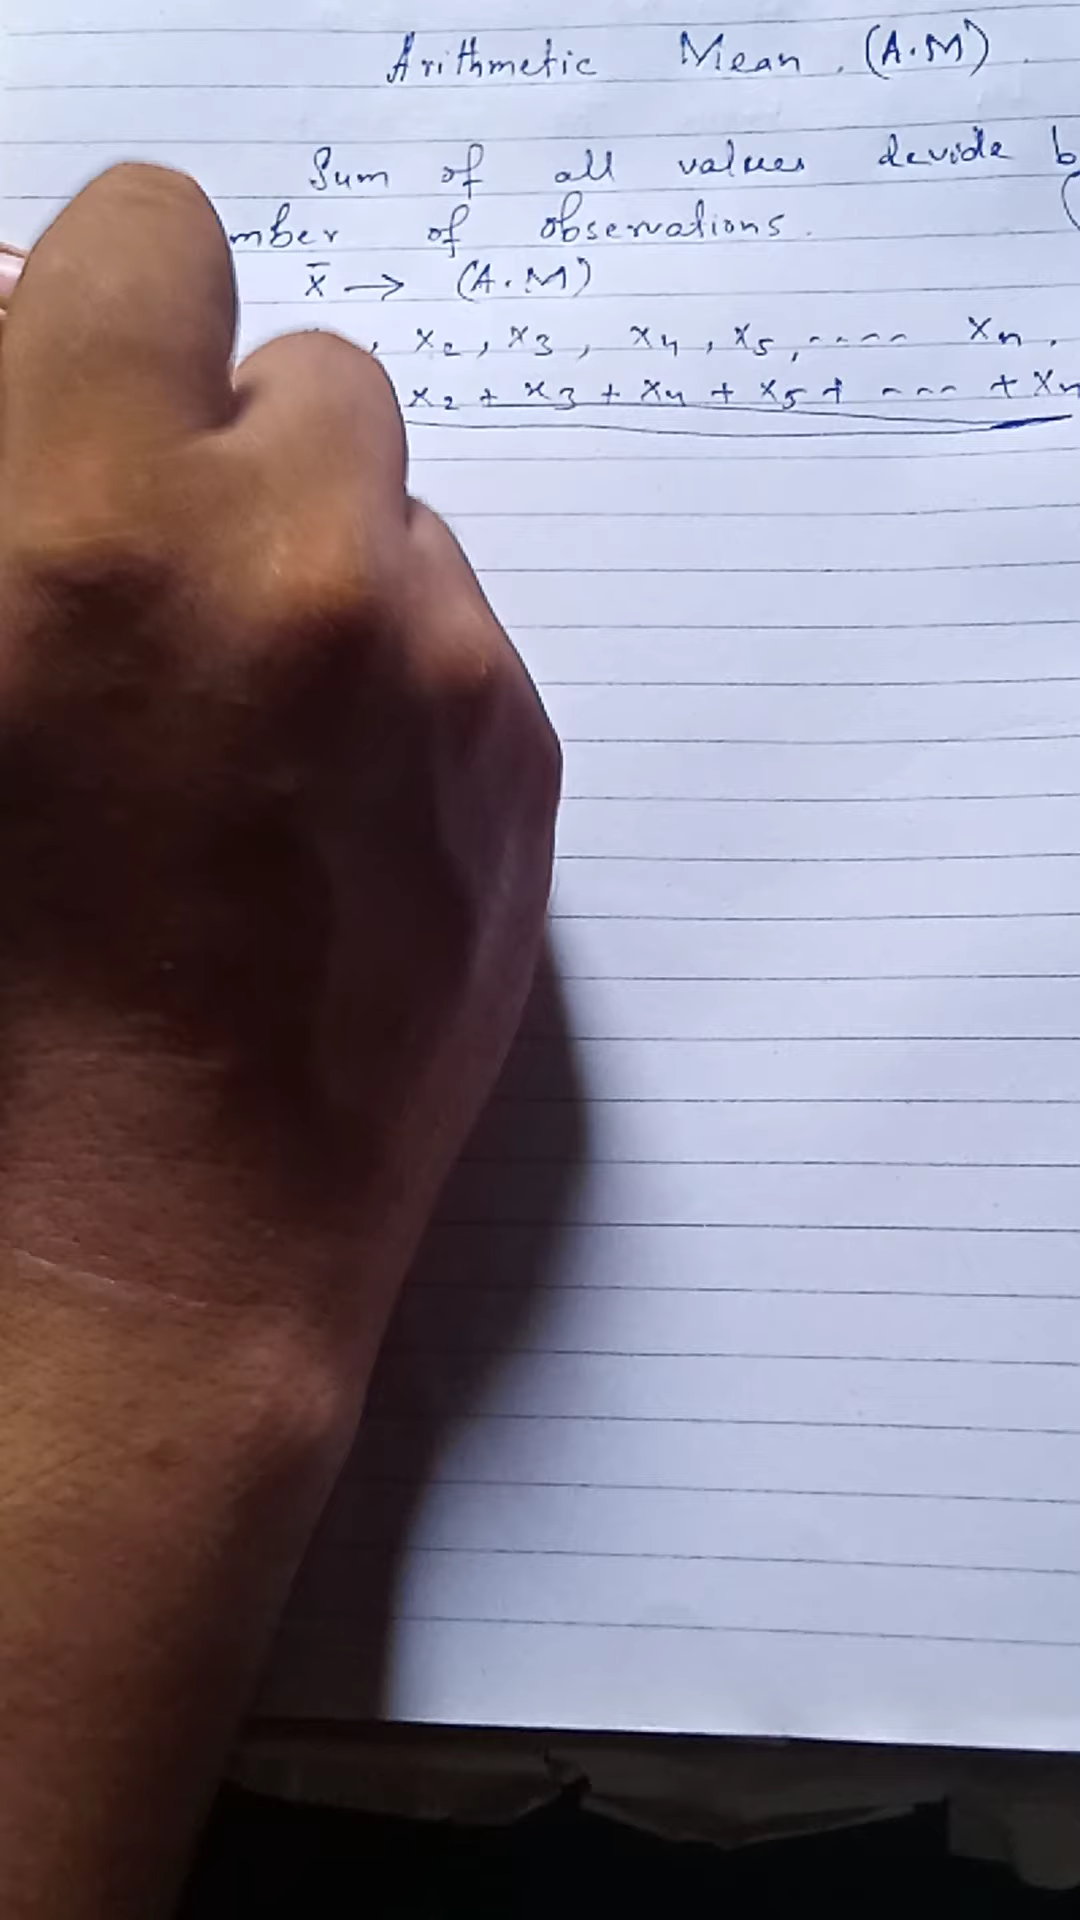 Arithmetic Mean . (A.M)
Sum of all values devide b
mber of observations.
x̄ → (A.M)
, x2, x3, x4, x5, ---- xn.
x2 + x3 + x4 + x5 + --- + xn